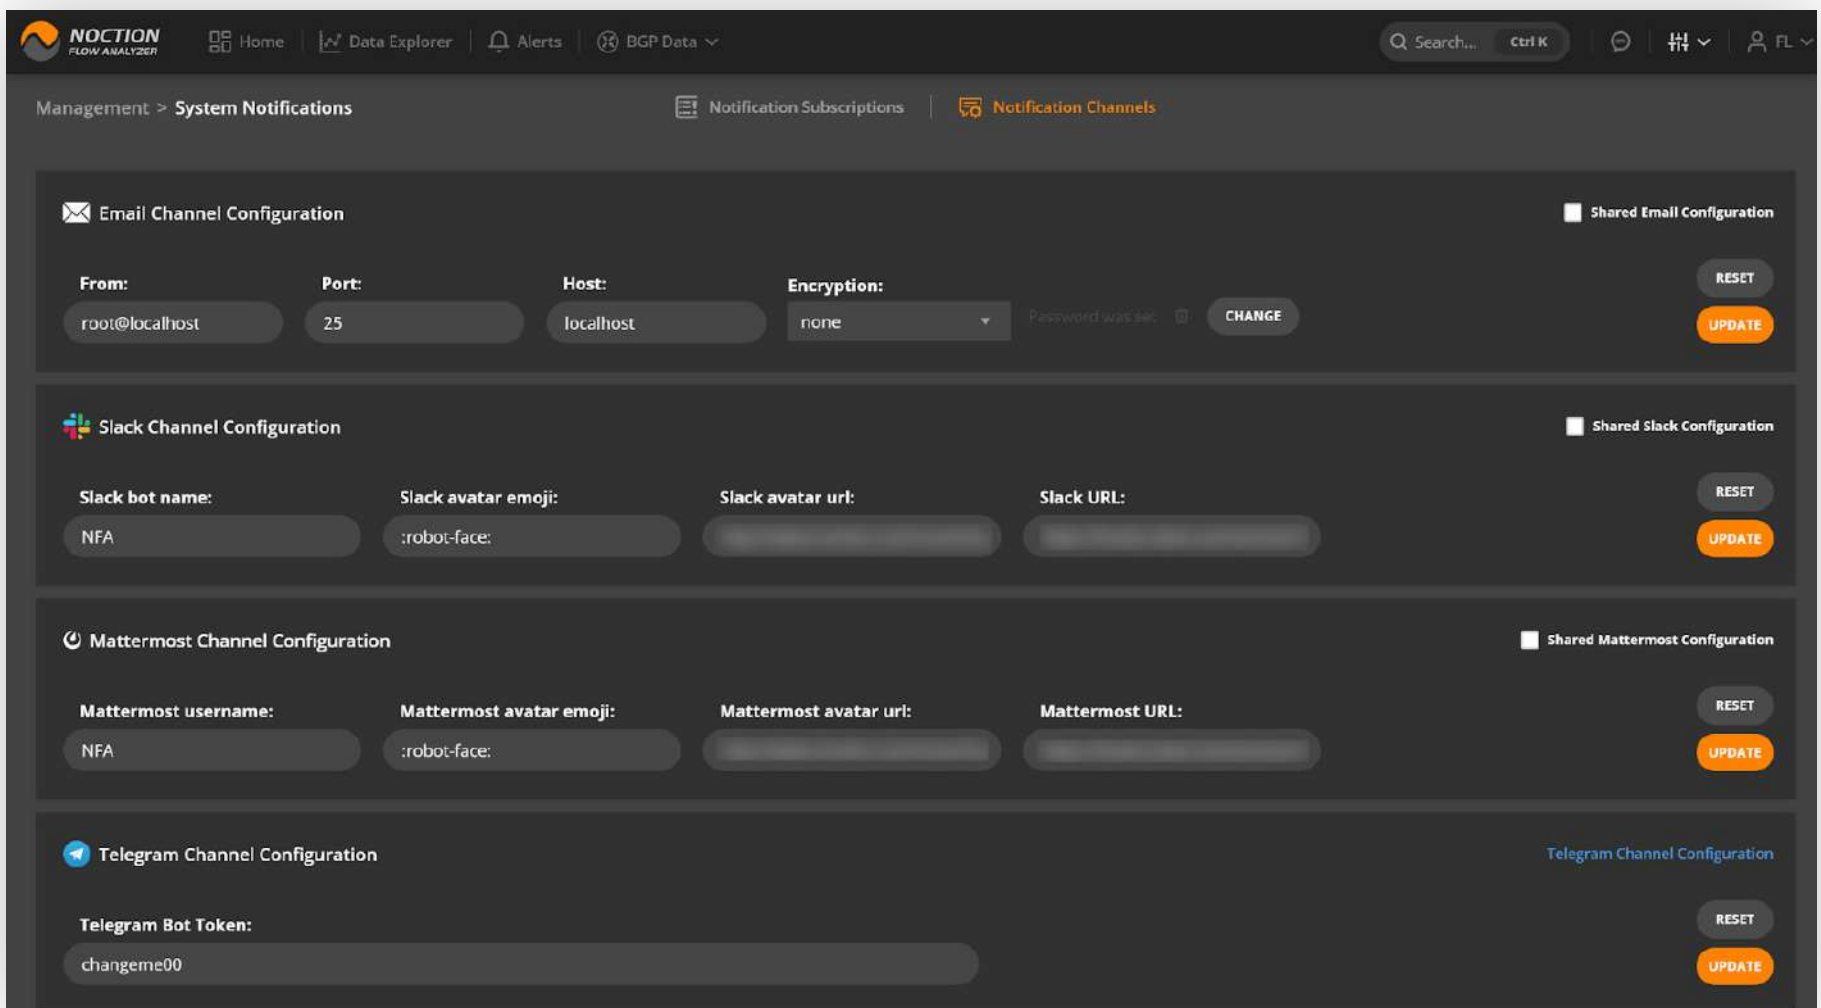 NOCTION
FLOW ANALYZER
Home
Data Explorer
Alerts
BGP Data
Search...
Ctrl K
FL
Management > System Notifications
Notification Subscriptions
Notification Channels
Email Channel Configuration
Shared Email Configuration
From:
Port:
Host:
Encryption:
root@localhost
25
localhost
none
Password was set
CHANGE
RESET
UPDATE
Slack Channel Configuration
Shared Slack Configuration
Slack bot name:
Slack avatar emoji:
Slack avatar url:
Slack URL:
NFA
:robot-face:
RESET
UPDATE
Mattermost Channel Configuration
Shared Mattermost Configuration
Mattermost username:
Mattermost avatar emoji:
Mattermost avatar url:
Mattermost URL:
NFA
:robot-face:
RESET
UPDATE
Telegram Channel Configuration
Telegram Channel Configuration
Telegram Bot Token:
changeme00
RESET
UPDATE